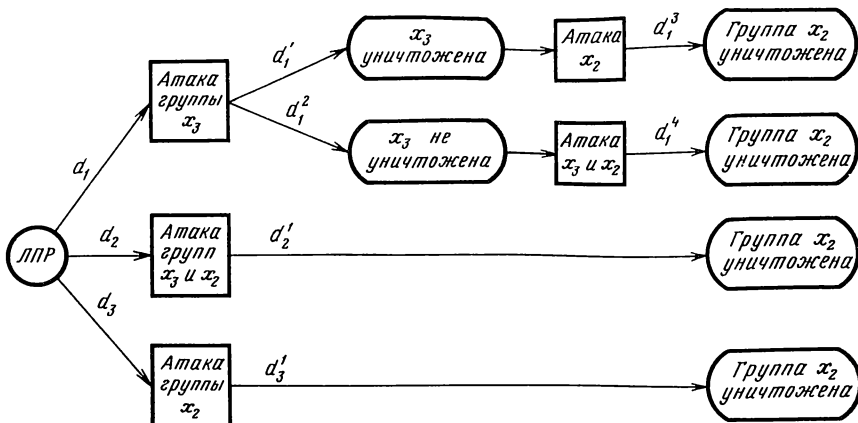 ЛПР
d₁
d₂
d₃
Атака
группы
x₃
d₁'
d₁²
x₃
уничтожена
Атака
x₂
d₁³
Группа x₂
уничтожена
x₃ не
уничтожена
Атака
x₃ и x₂
d₁⁴
Группа x₂
уничтожена
Атака
групп
x₃ и x₂
d₂¹
Группа x₂
уничтожена
Атака
группы
x₂
d₃¹
Группа x₂
уничтожена